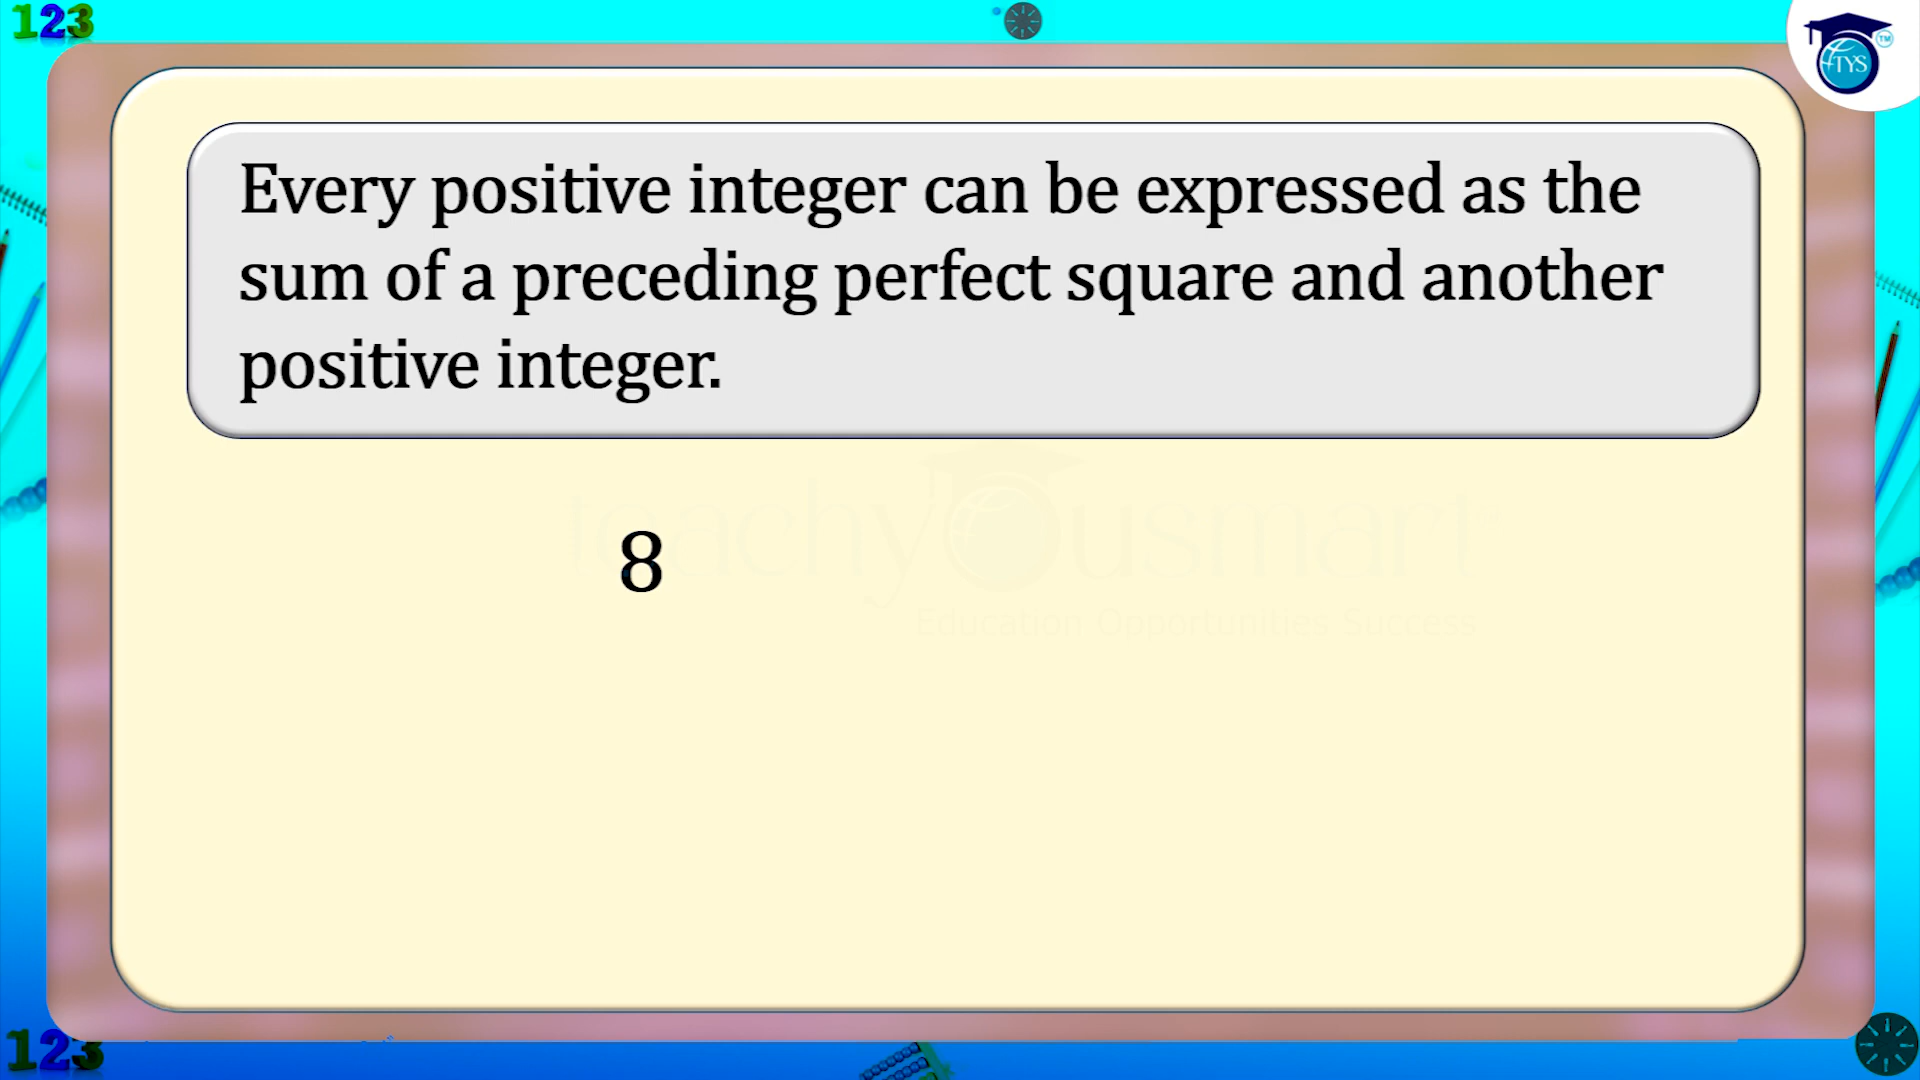 123
TYS
TM
Every positive integer can be expressed as the
sum of a preceding perfect square and another
positive integer.
teachyousmart
8
Education Opportunities Success
123